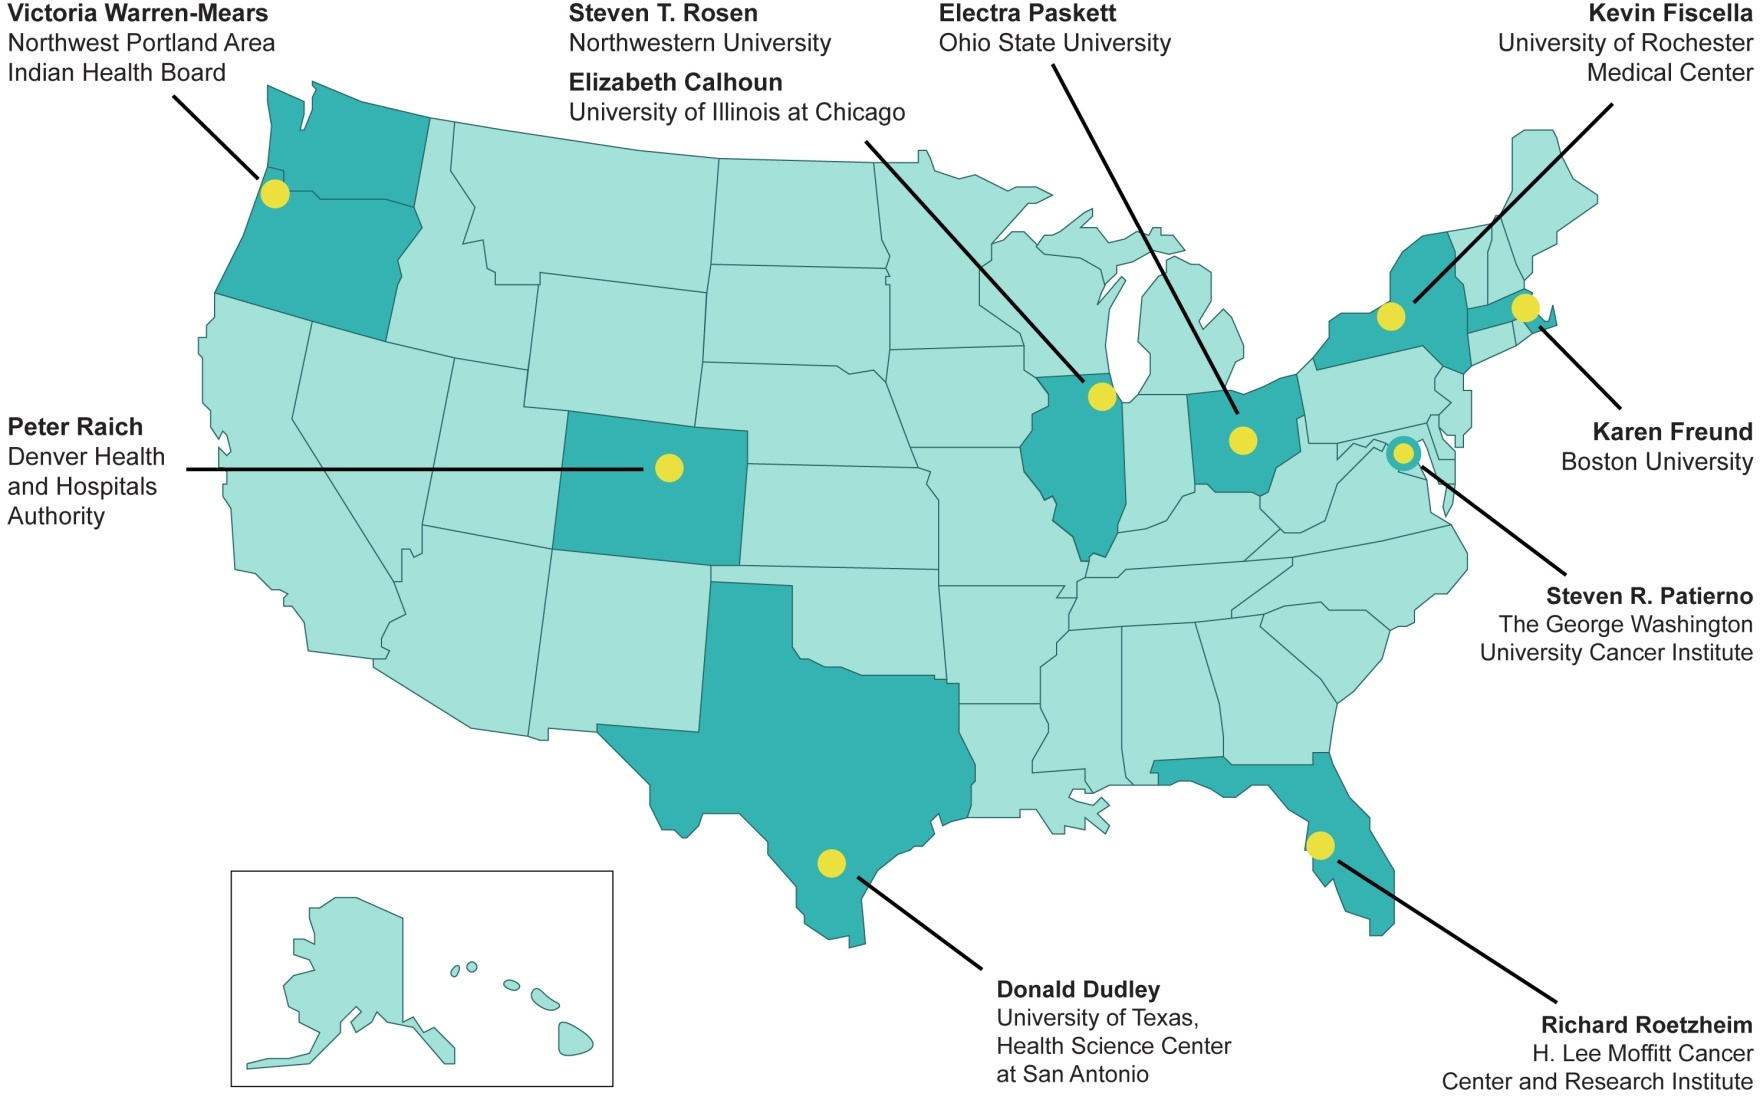 Victoria Warren-Mears
Northwest Portland Area
Indian Health Board
Steven T. Rosen
Northwestern University
Elizabeth Calhoun
University of Illinois at Chicago
Electra Paskett
Ohio State University
Kevin Fiscella
University of Rochester
Medical Center
Peter Raich
Denver Health
and Hospitals
Authority
Karen Freund
Boston University
Steven R. Patierno
The George Washington
University Cancer Institute
Donald Dudley
University of Texas,
Health Science Center
at San Antonio
Richard Roetzheim
H. Lee Moffitt Cancer
Center and Research Institute